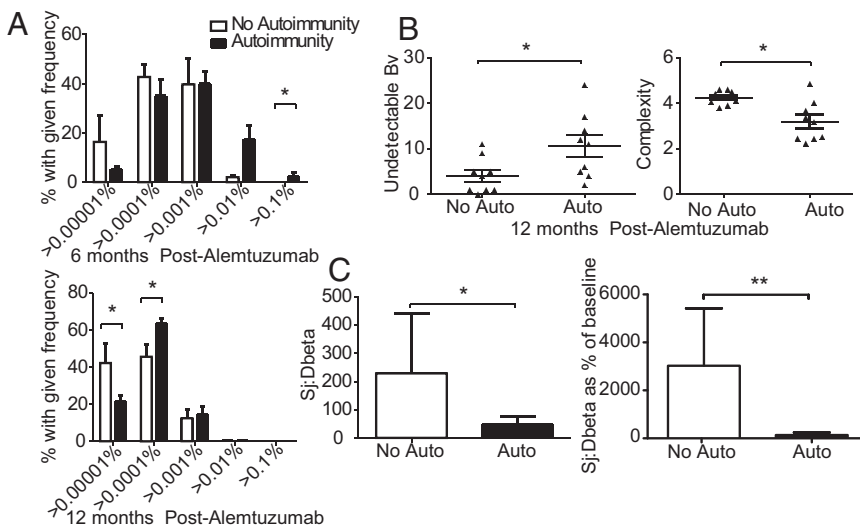 A
% with given frequency
60
40
20
0
No Autoimmunity
Autoimmunity
*
>0.00001%
>0.0001%
>0.001%
>0.01%
>0.1%
6 months Post-Alemtuzumab
% with given frequency
80
60
40
20
0
*
*
>0.00001%
>0.0001%
>0.001%
>0.01%
>0.1%
12 months Post-Alemtuzumab
B
Undetectable Bv
30
20
10
0
*
No Auto
Auto
Complexity
6
4
2
0
*
No Auto
Auto
12 months Post-Alemtuzumab
C
Sj:Dbeta
500
400
300
200
100
0
*
No Auto
Auto
Sj:Dbeta as % of baseline
6000
4000
2000
0
**
No Auto
Auto